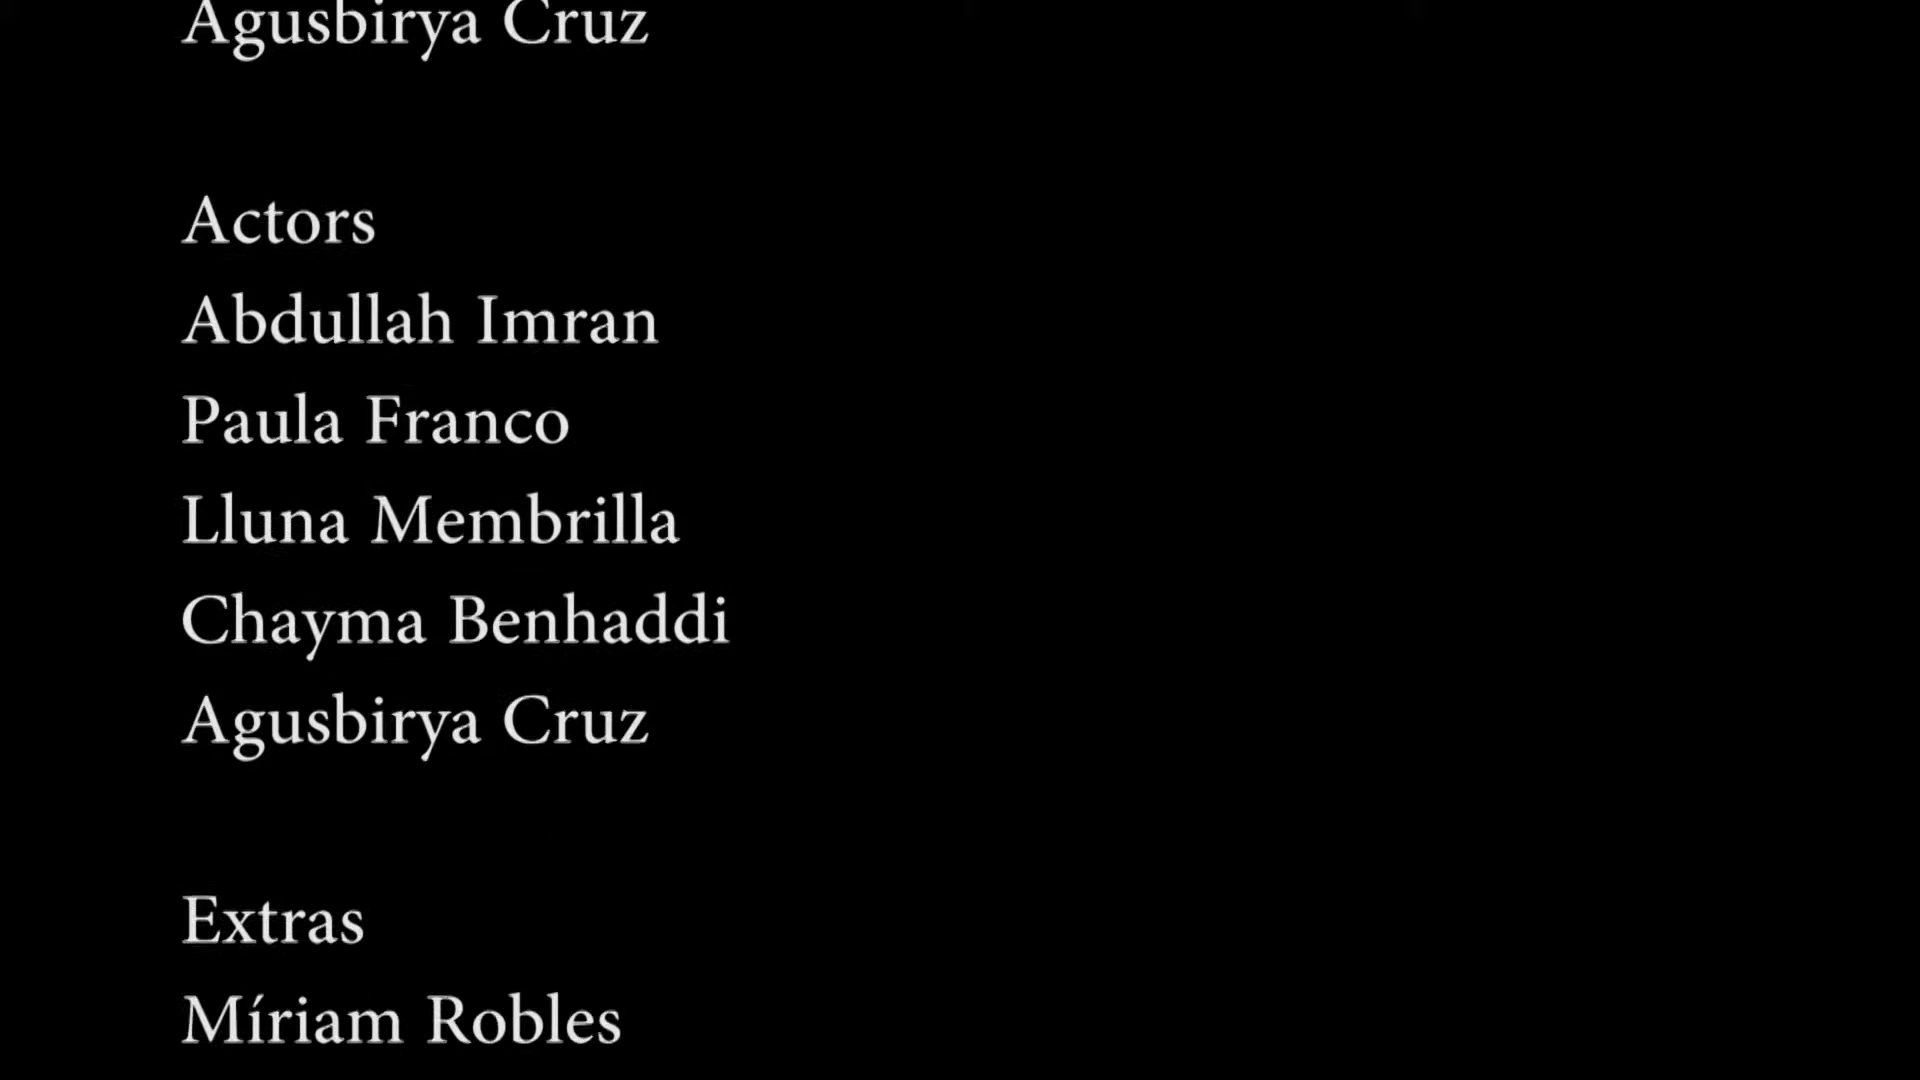 Agusbirya Cruz
Actors
Abdullah Imran
Paula Franco
Lluna Membrilla
Chayma Benhaddi
Agusbirya Cruz
Extras
Míriam Robles